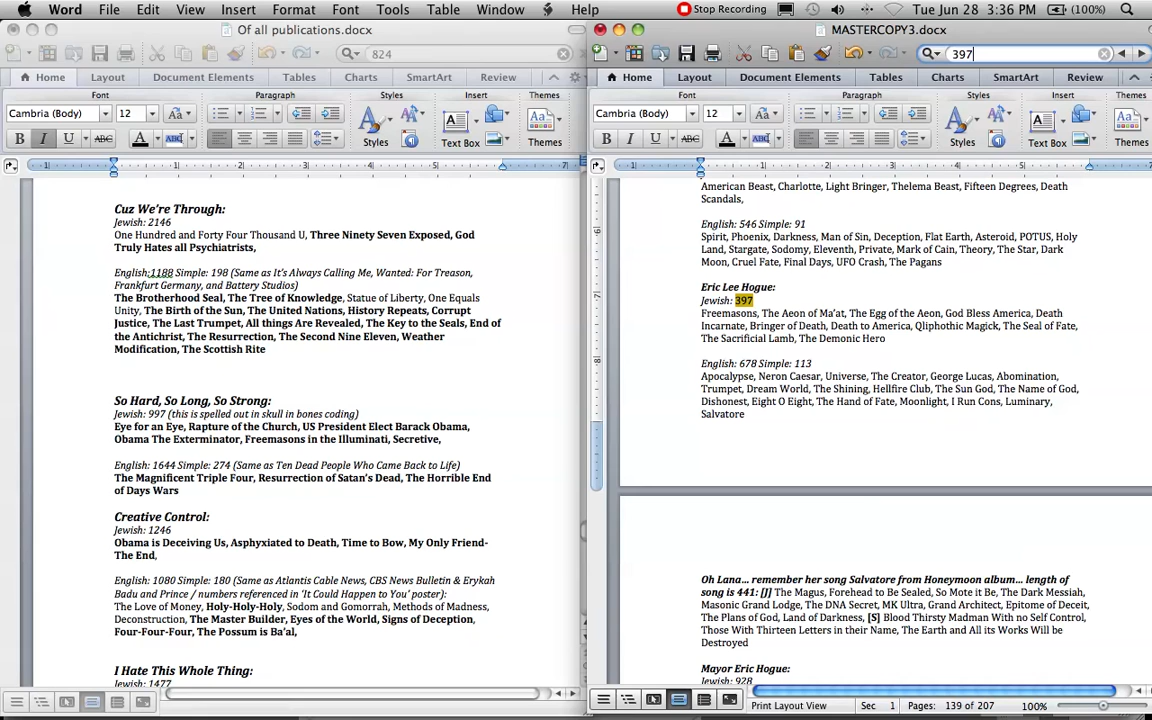 Word File Edit View Insert Format Font Tools Table Window Help Stop Recording (100%) Tue Jun 28 3:36 PM
Of all publications.docx
824
Home Layout Document Elements Tables Charts SmartArt Review
Font Paragraph Styles Insert Themes
Cambria (Body) 12 Aa
B I U ABC A ABC Styles A Text Box Aa Themes
1 1 2 3 4 5 6 7
Cuz We're Through:
Jewish: 2146
One Hundred and Forty Four Thousand U, Three Ninety Seven Exposed, God
Truly Hates all Psychiatrists,
English:1188 Simple: 198 (Same as It's Always Calling Me, Wanted: For Treason,
Frankfurt Germany, and Battery Studios)
The Brotherhood Seal, The Tree of Knowledge, Statue of Liberty, One Equals
Unity, The Birth of the Sun, The United Nations, History Repeats, Corrupt
Justice, The Last Trumpet, All things Are Revealed, The Key to the Seals, End of
the Antichrist, The Resurrection, The Second Nine Eleven, Weather
Modification, The Scottish Rite
So Hard, So Long, So Strong:
Jewish: 997 (this is spelled out in skull in bones coding)
Eye for an Eye, Rapture of the Church, US President Elect Barack Obama,
Obama The Exterminator, Freemasons in the Illuminati, Secretive,
English: 1644 Simple: 274 (Same as Ten Dead People Who Came Back to Life)
The Magnificent Triple Four, Resurrection of Satan's Dead, The Horrible End
of Days Wars
Creative Control:
Jewish: 1246
Obama is Deceiving Us, Asphyxiated to Death, Time to Bow, My Only Friend-
The End,
English: 1080 Simple: 180 (Same as Atlantis Cable News, CBS News Bulletin & Erykah
Badu and Prince / numbers referenced in 'It Could Happen to You' poster):
The Love of Money, Holy-Holy-Holy, Sodom and Gomorrah, Methods of Madness,
Deconstruction, The Master Builder, Eyes of the World, Signs of Deception,
Four-Four-Four, The Possum is Ba'al,
I Hate This Whole Thing:
Jewish: 1477
MASTERCOPY3.docx
397
Home Layout Document Elements Tables Charts SmartArt Review
Font Paragraph Styles Insert Themes
Cambria (Body) 12 Aa
B I U ABC A ABC Styles A Text Box Aa Themes
1 1 2 3 4 5 6
American Beast, Charlotte, Light Bringer, Thelema Beast, Fifteen Degrees, Death
Scandals,
English: 546 Simple: 91
Spirit, Phoenix, Darkness, Man of Sin, Deception, Flat Earth, Asteroid, POTUS, Holy
Land, Stargate, Sodomy, Eleventh, Private, Mark of Cain, Theory, The Star, Dark
Moon, Cruel Fate, Final Days, UFO Crash, The Pagans
Eric Lee Hogue:
Jewish: 397
Freemasons, The Aeon of Ma'at, The Egg of the Aeon, God Bless America, Death
Incarnate, Bringer of Death, Death to America, Qliphothic Magick, The Seal of Fate,
The Sacrificial Lamb, The Demonic Hero
English: 678 Simple: 113
Apocalypse, Neron Caesar, Universe, The Creator, George Lucas, Abomination,
Trumpet, Dream World, The Shining, Hellfire Club, The Sun God, The Name of God,
Dishonest, Eight O Eight, The Hand of Fate, Moonlight, I Run Cons, Luminary,
Salvatore
Oh Lana... remember her song Salvatore from Honeymoon album... length of
song is 441: [J] The Magus, Forehead to Be Sealed, So Mote it Be, The Dark Messiah,
Masonic Grand Lodge, The DNA Secret, MK Ultra, Grand Architect, Epitome of Deceit,
The Plans of God, Land of Darkness, [S] Blood Thirsty Madman With no Self Control,
Those With Thirteen Letters in their Name, The Earth and All its Works Will be
Destroyed
Mayor Eric Hogue:
Jewish: 928
Print Layout View Sec 1 Pages: 139 of 207 100%